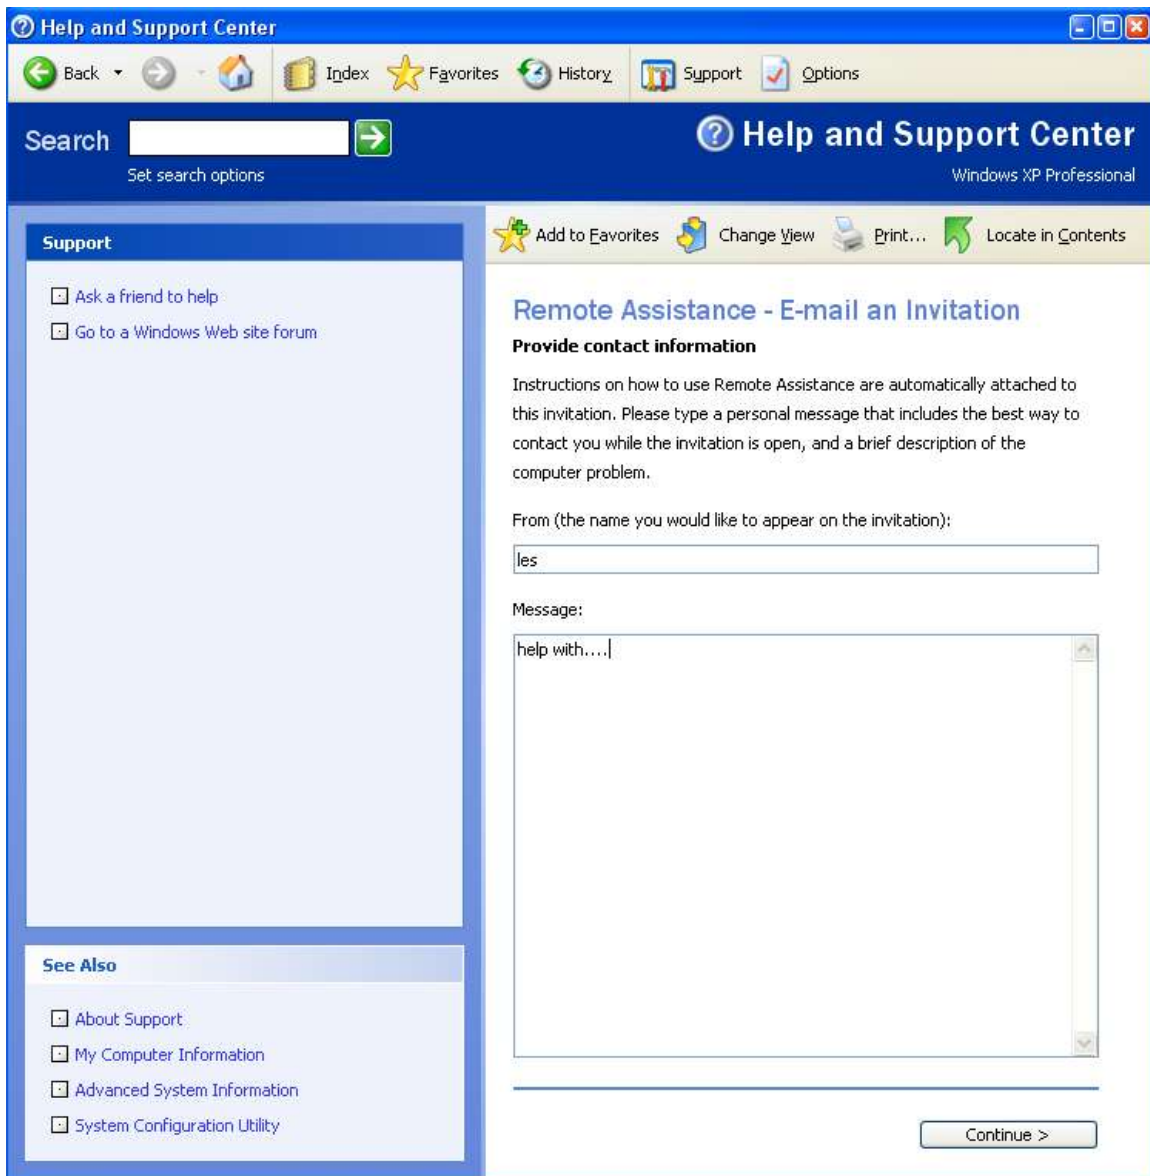 Help and Support Center
Back Index Favorites History Support Options
Search
Set search options
Help and Support Center
Windows XP Professional
Support
Ask a friend to help
Go to a Windows Web site forum
See Also
About Support
My Computer Information
Advanced System Information
System Configuration Utility
Add to Favorites Change View Print... Locate in Contents
Remote Assistance - E-mail an Invitation
Provide contact information
Instructions on how to use Remote Assistance are automatically attached to
this invitation. Please type a personal message that includes the best way to
contact you while the invitation is open, and a brief description of the
computer problem.
From (the name you would like to appear on the invitation):
les
Message:
help with....
Continue >